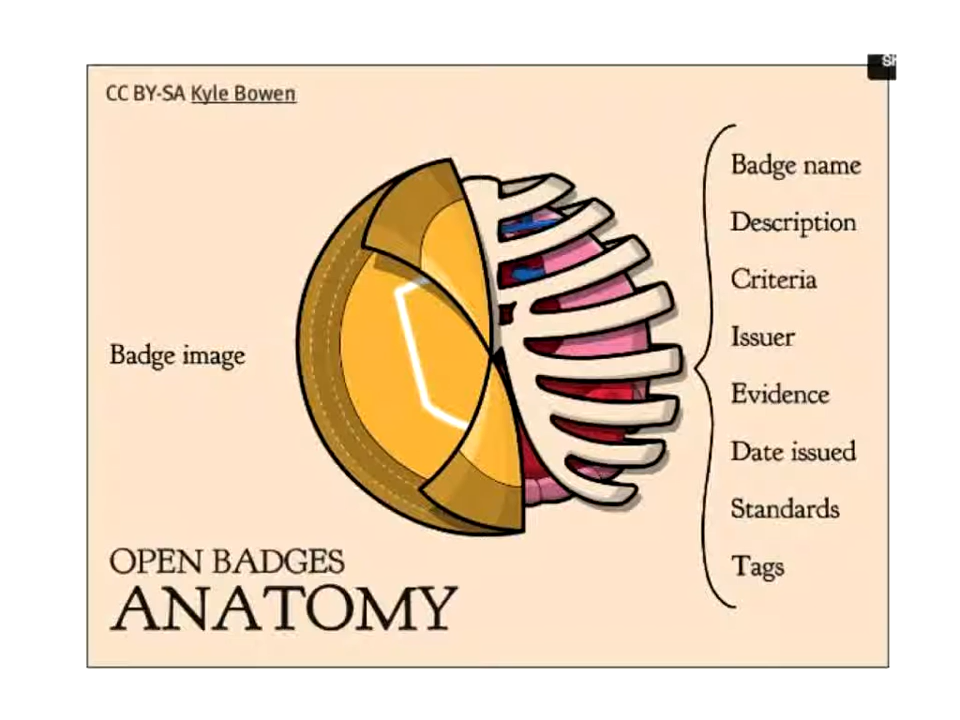 CC BY-SA Kyle Bowen
Badge name
Description
Criteria
Issuer
Evidence
Date issued
Standards
Tags
Badge image
OPEN BADGES
ANATOMY